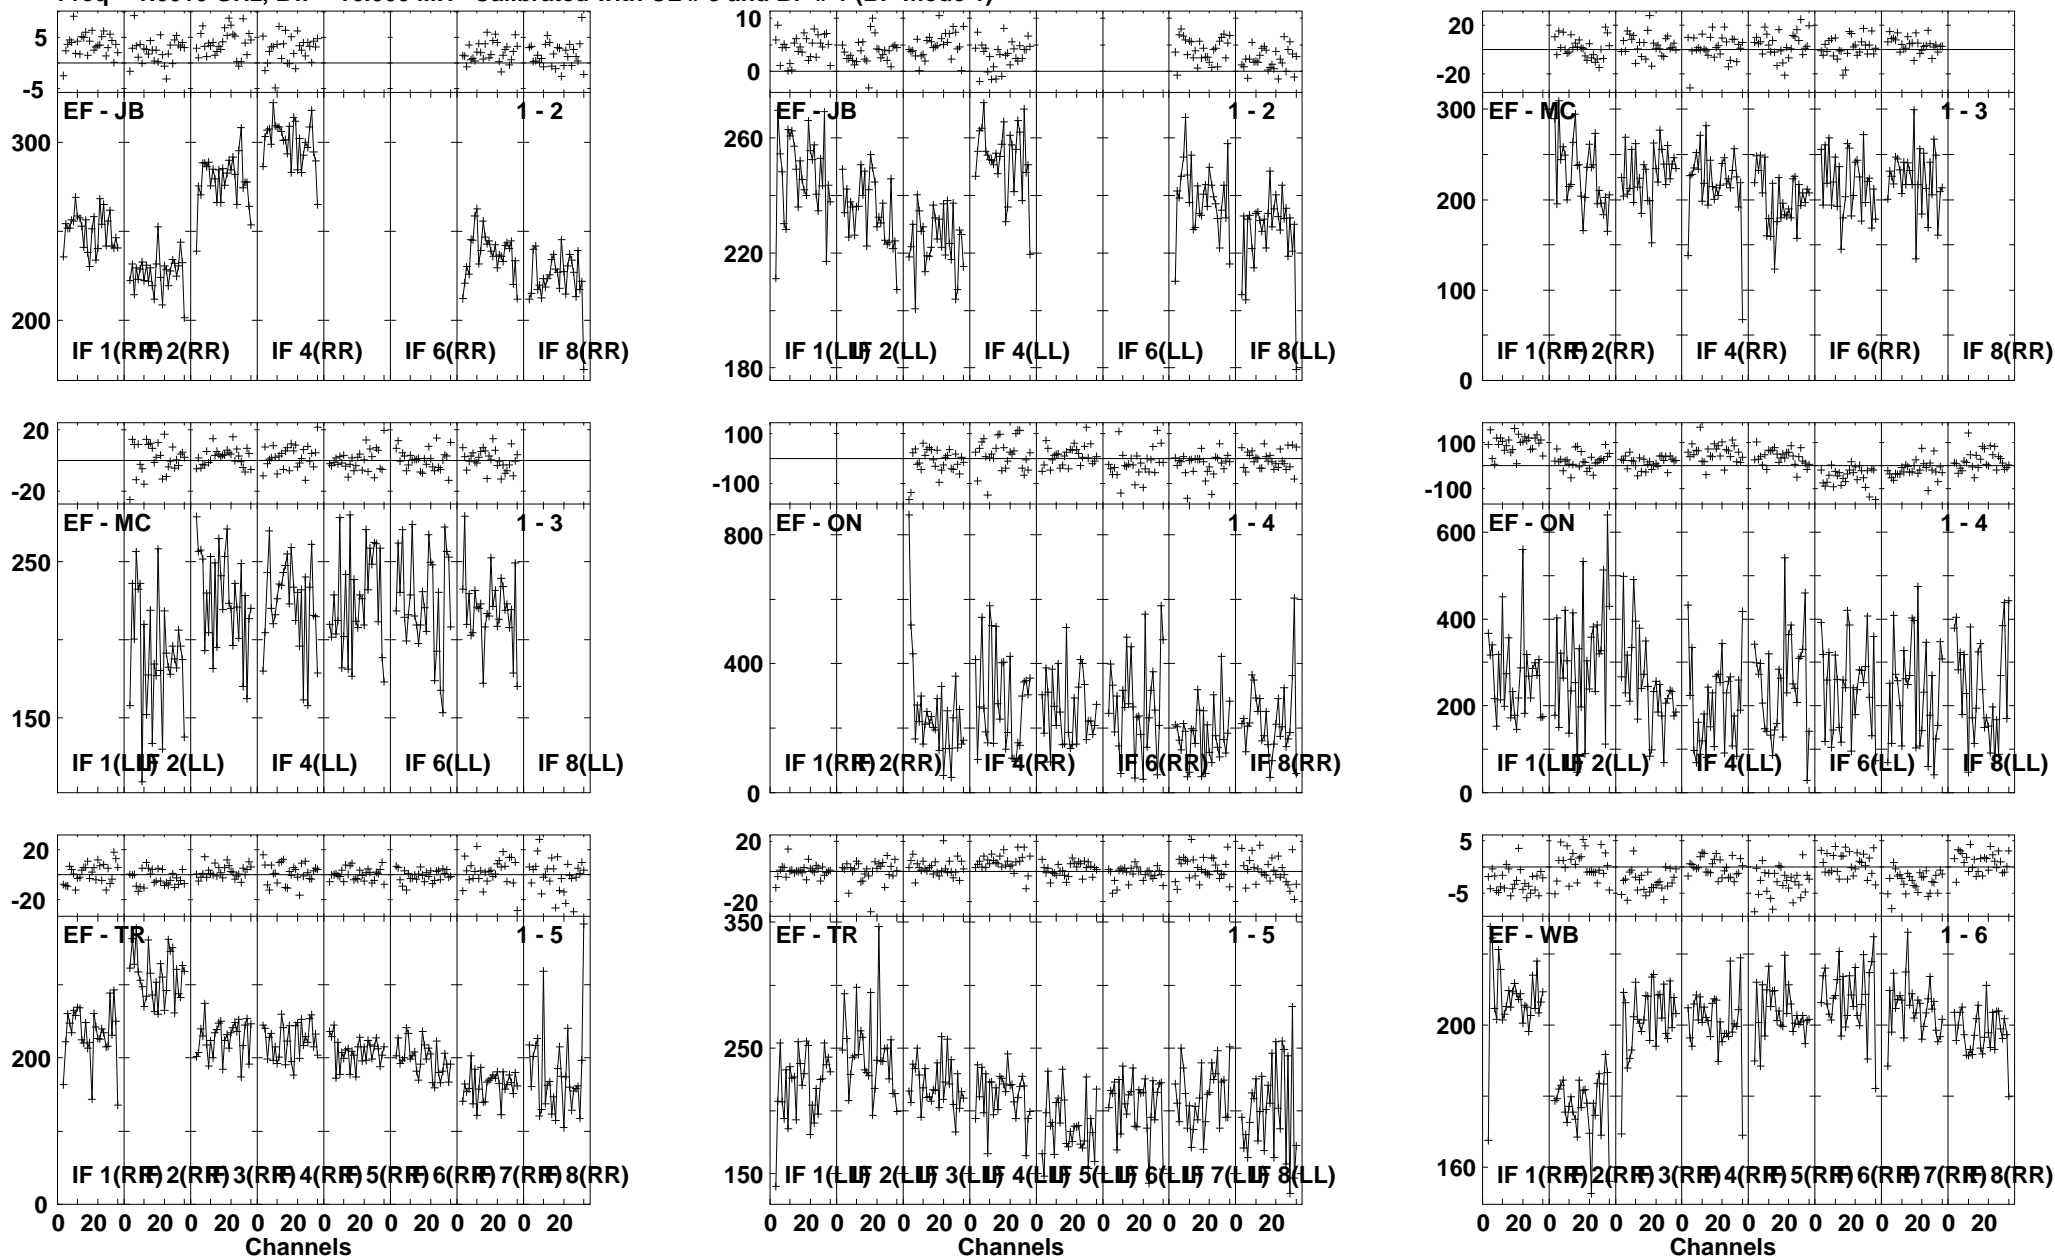 5
-5
EF - JB
1 - 2
300
200
IF 1(RR)
IF 2(RR)
IF 4(RR)
IF 6(RR)
IF 8(RR)
10
0
EF - JB
1 - 2
260
220
180
IF 1(LL)
IF 2(LL)
IF 4(LL)
IF 6(LL)
IF 8(LL)
20
-20
EF - MC
1 - 3
300
200
100
0
IF 1(RR)
IF 2(RR)
IF 4(RR)
IF 6(RR)
IF 8(RR)
20
-20
EF - MC
1 - 3
250
150
IF 1(LL)
IF 2(LL)
IF 4(LL)
IF 6(LL)
IF 8(LL)
100
-100
EF - ON
1 - 4
800
400
0
IF 1(RR)
IF 2(RR)
IF 4(RR)
IF 6(RR)
IF 8(RR)
100
-100
EF - ON
1 - 4
600
400
200
0
IF 1(LL)
IF 2(LL)
IF 4(LL)
IF 6(LL)
IF 8(LL)
20
-20
EF - TR
1 - 5
200
0
IF 1(RR)
IF 2(RR)
IF 3(RR)
IF 4(RR)
IF 5(RR)
IF 6(RR)
IF 7(RR)
IF 8(RR)
0 20 0 20 0 20 0 20 0 20 0 20 0 20 0 20
Channels
20
-20
EF - TR
1 - 5
350
250
150
IF 1(LL)
IF 2(LL)
IF 3(LL)
IF 4(LL)
IF 5(LL)
IF 6(LL)
IF 7(LL)
IF 8(LL)
0 20 0 20 0 20 0 20 0 20 0 20 0 20 0 20
Channels
5
-5
EF - WB
1 - 6
200
160
IF 1(RR)
IF 2(RR)
IF 3(RR)
IF 4(RR)
IF 5(RR)
IF 6(RR)
IF 7(RR)
IF 8(RR)
0 20 0 20 0 20 0 20 0 20 0 20 0 20 0 20
Channels